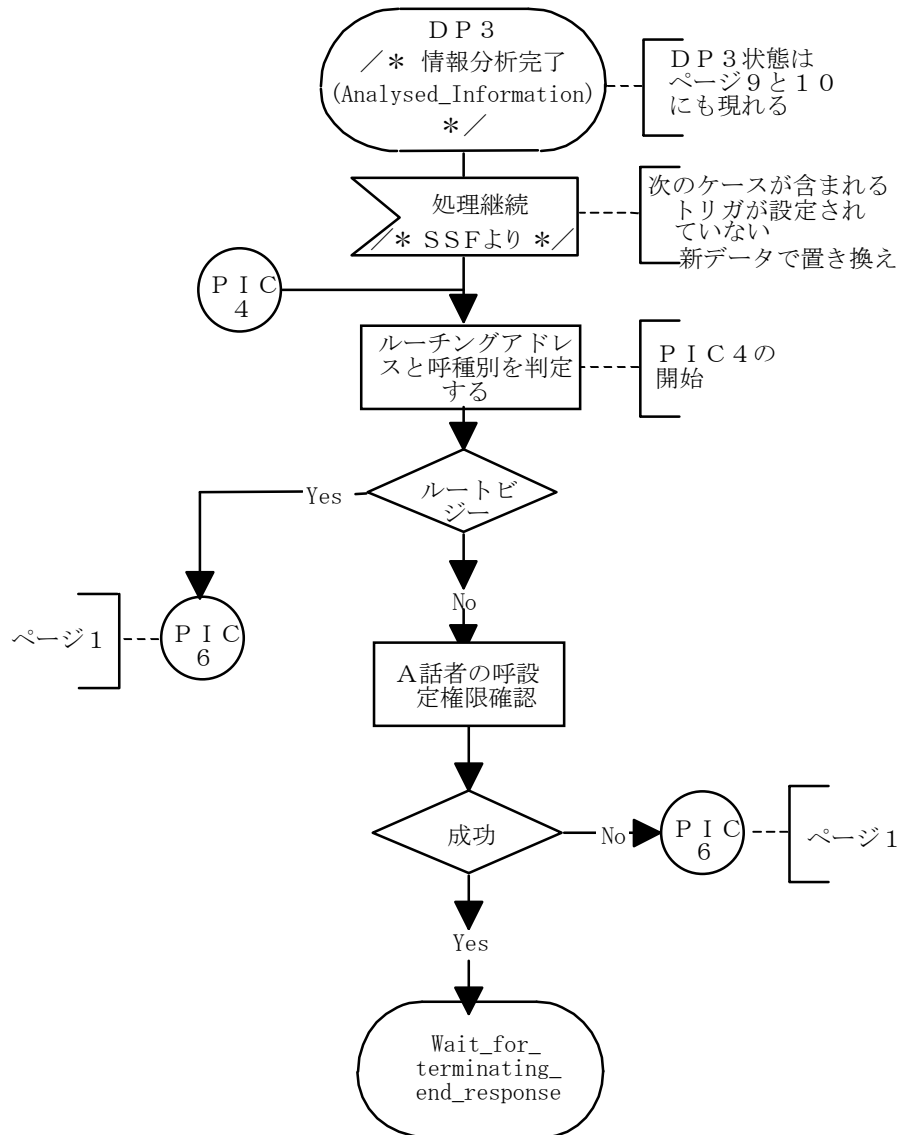 DP3
/* 情報分析完了
(Analysed_Information)
*/
DP3状態は
ページ9と10
にも現れる
処理継続
/* SSFより */
次のケースが含まれる
トリガが設定され
ていない
新データで置き換え
PIC
4
ルーチングアドレ
スと呼種別を判定
する
PIC4の
開始
ルートビ
ジー
Yes
No
ページ1
PIC
6
A話者の呼設
定権限確認
成功
No
PIC
6
ページ1
Yes
Wait_for_
terminating_
end_response